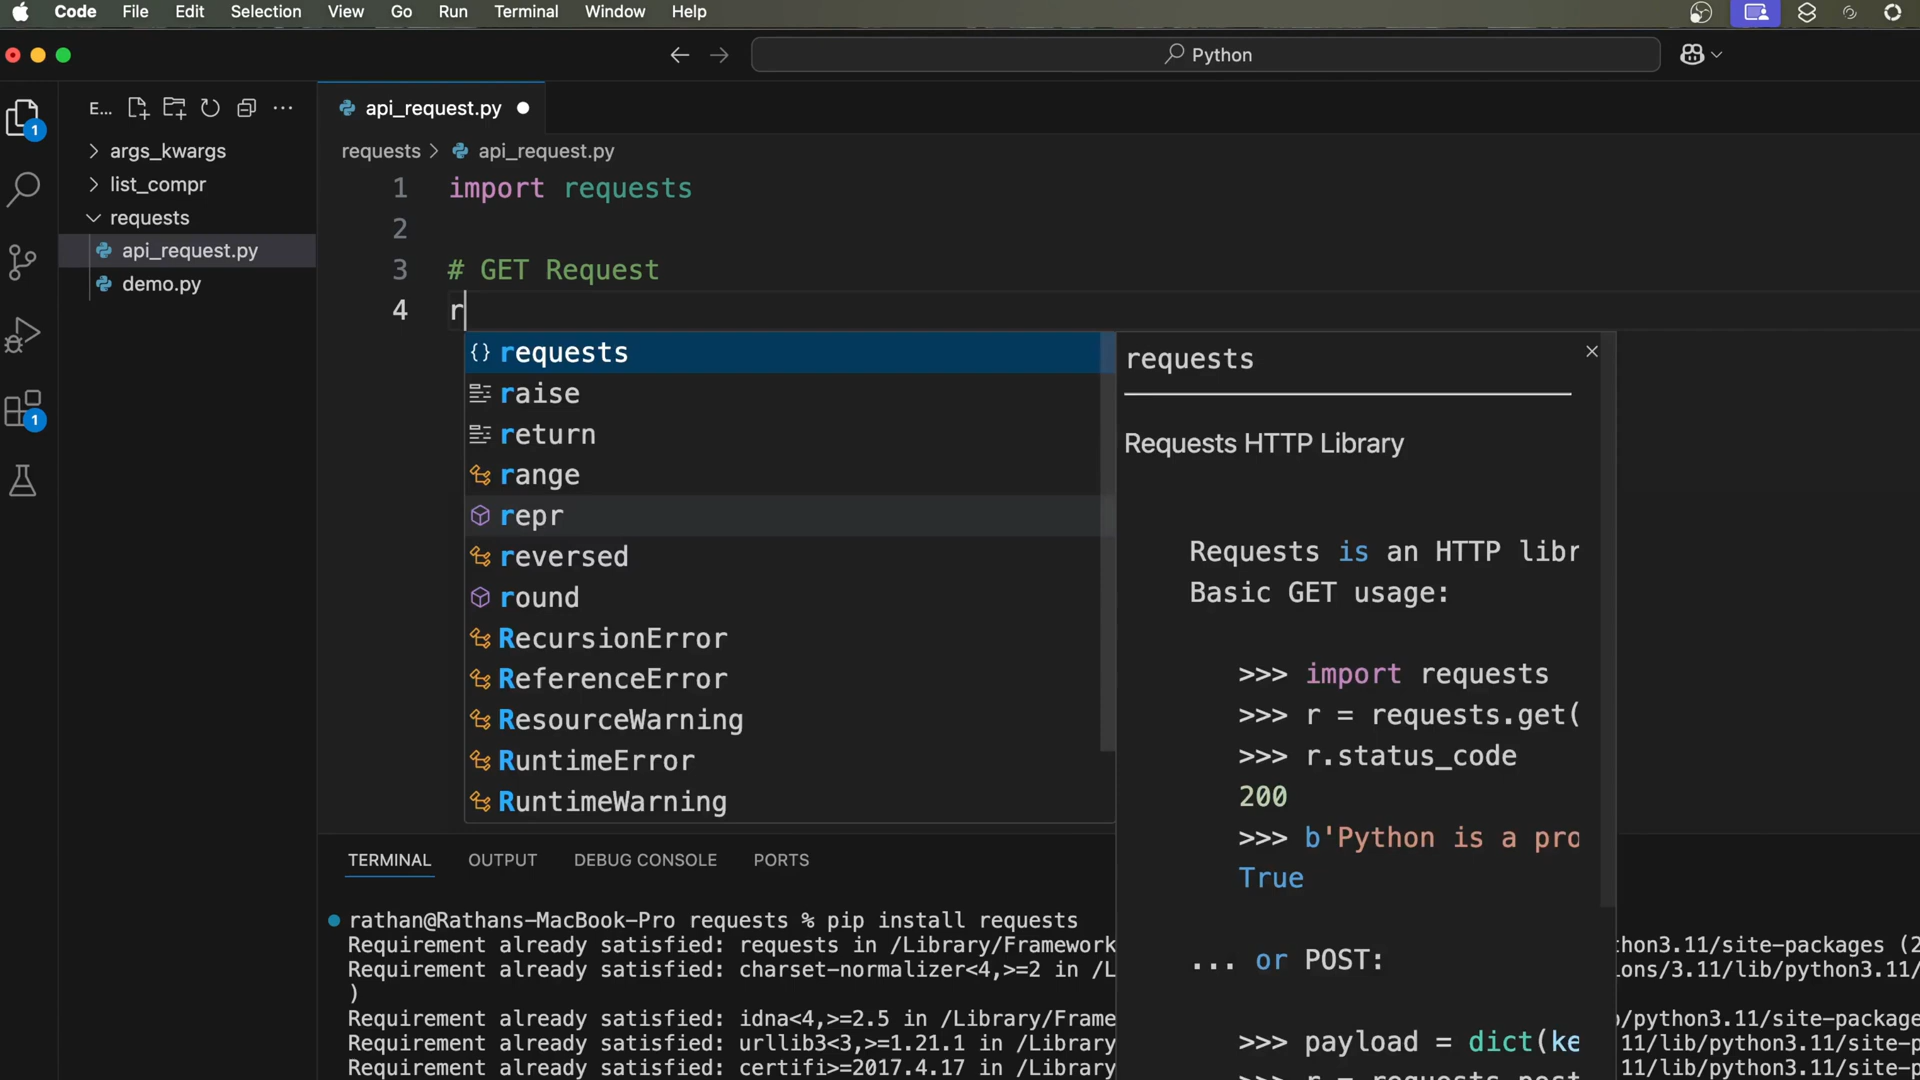 Code File Edit Selection View Go Run Terminal Window Help
Python
E...
1
args_kwargs
list_compr
requests
api_request.py
demo.py
1
api_request.py
requests > api_request.py
1 import requests
2
3 # GET Request
4 r
requests
raise
return
range
repr
reversed
round
RecursionError
ReferenceError
ResourceWarning
RuntimeError
RuntimeWarning
requests
Requests HTTP Library
Requests is an HTTP libr
Basic GET usage:
>>> import requests
>>> r = requests.get(
>>> r.status_code
200
>>> b'Python is a pro
True
... or POST:
>>> payload = dict(ke
>>> r = requests.post
TERMINAL OUTPUT DEBUG CONSOLE PORTS
rathan@Rathans-MacBook-Pro requests % pip install requests
Requirement already satisfied: requests in /Library/Framework thon3.11/site-packages (2
Requirement already satisfied: charset-normalizer<4,>=2 in /L ons/3.11/lib/python3.11/
)
Requirement already satisfied: idna<4,>=2.5 in /Library/Frame /python3.11/site-package
Requirement already satisfied: urllib3<3,>=1.21.1 in /Library 11/lib/python3.11/site-p
Requirement already satisfied: certifi>=2017.4.17 in /Library 11/lib/python3.11/site-p